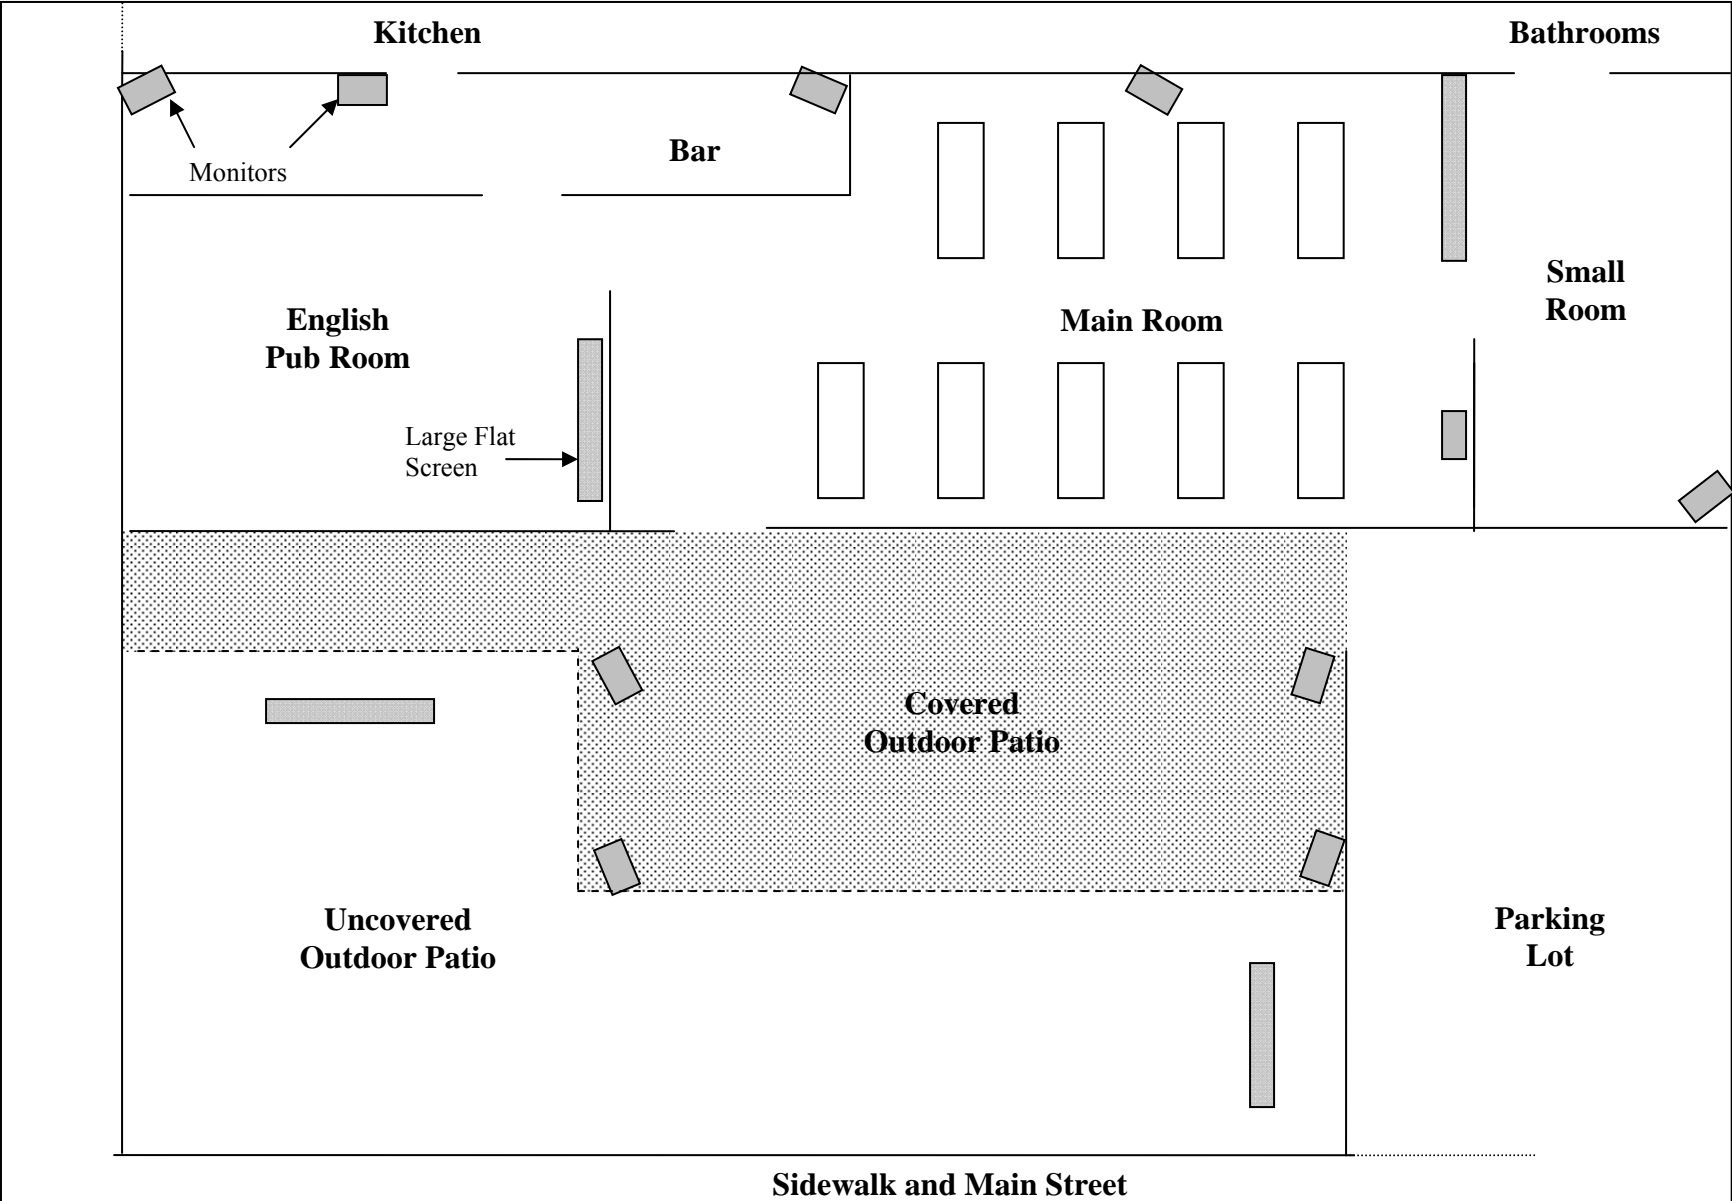 Kitchen
Bathrooms
Bar
Monitors
Small
Room
English
Pub Room
Main Room
Large Flat
Screen
Covered
Outdoor Patio
Uncovered
Outdoor Patio
Parking
Lot
Sidewalk and Main Street